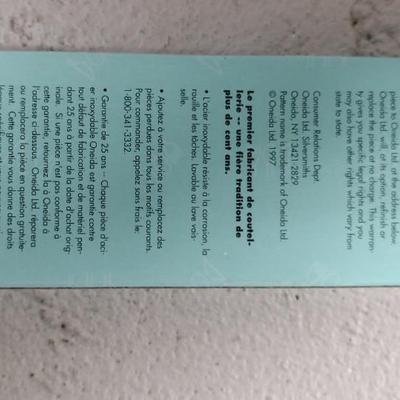 piece to Oneida Ltd. at the address below.
Oneida Ltd. will, at its option, refinish or
replace the piece at no charge. This warran-
ty gives you specific legal rights and you
may also have other rights which vary from
state to state.
Consumer Relations Dept.
Oneida Ltd. Silversmiths
Oneida, NY 13421-2829
Pattern name is trademark of Oneida Ltd.
© Oneida Ltd. 1997
Le premier fabricant de coutel-
lerie -- une fière tradition de
plus de cent ans.
• L'acier inoxydable résiste à la corrosion, la
rouille et les tâches. Lavable au lave vais-
selle.
• Ajoutez à votre service ou remplacez des
pièces perdues dans tous les motifs courants.
Pour commander, appelez sans frais le:
1-800-341-3332
• Garantie de 25 ans -- Chaque pièce d'aci-
er inoxydable Oneida est garantie contre
tout défaut de fabrication et de matériel pen-
dant 25 ans à partir de la date d'achat orig-
inale. Si une pièce n'est pas conforme à
cette garantie, retournez la à Oneida à
l'adresse ci-dessous. Oneida Ltd. réparera
ou remplacera la pièce en question gratuite-
ment. Cette garantie vous donne des droits